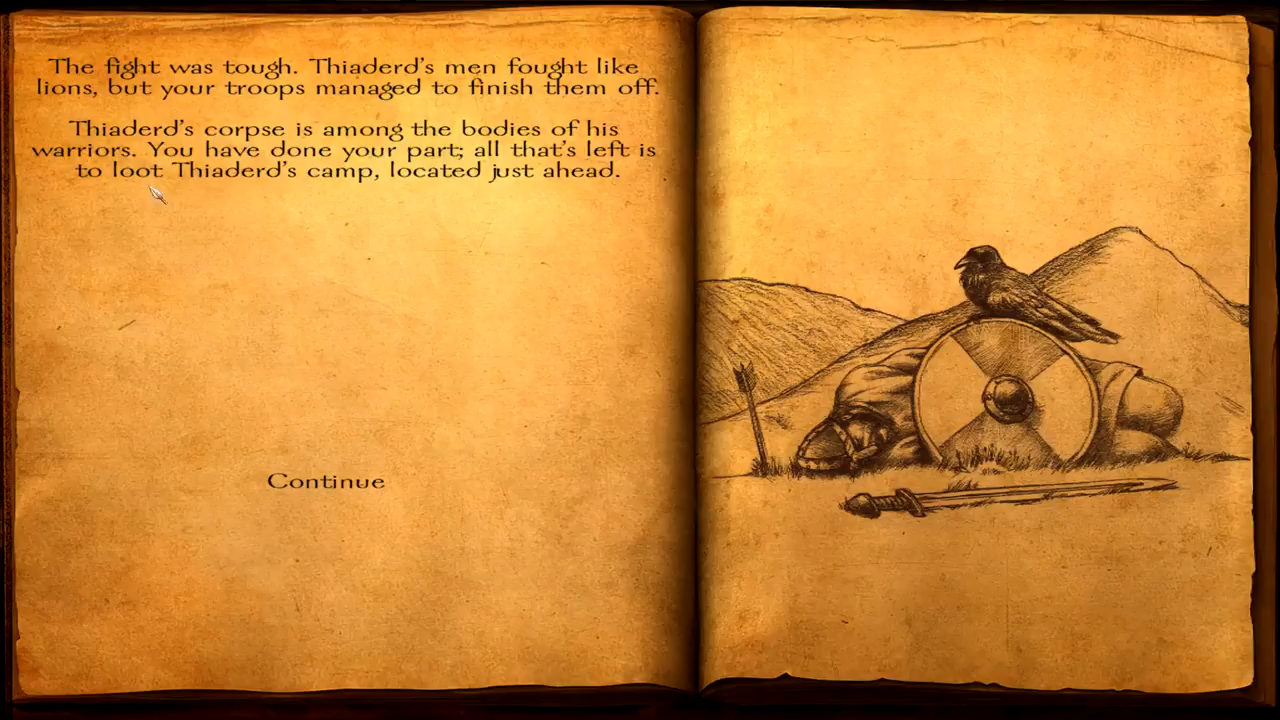 The fight was tough. Thiaderd's men fought like
lions, but your troops managed to finish them off.
Thiaderd's corpse is among the bodies of his
warriors. You have done your part; all that's left is
to loot Thiaderd's camp, located just ahead.
Continue